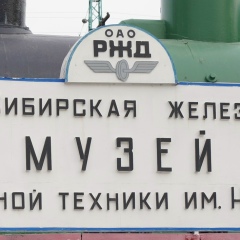 ОАО
РЖД
СИБИРСКАЯ ЖЕЛЕЗ
МУЗЕЙ
НОЙ ТЕХНИКИ ИМ. Н